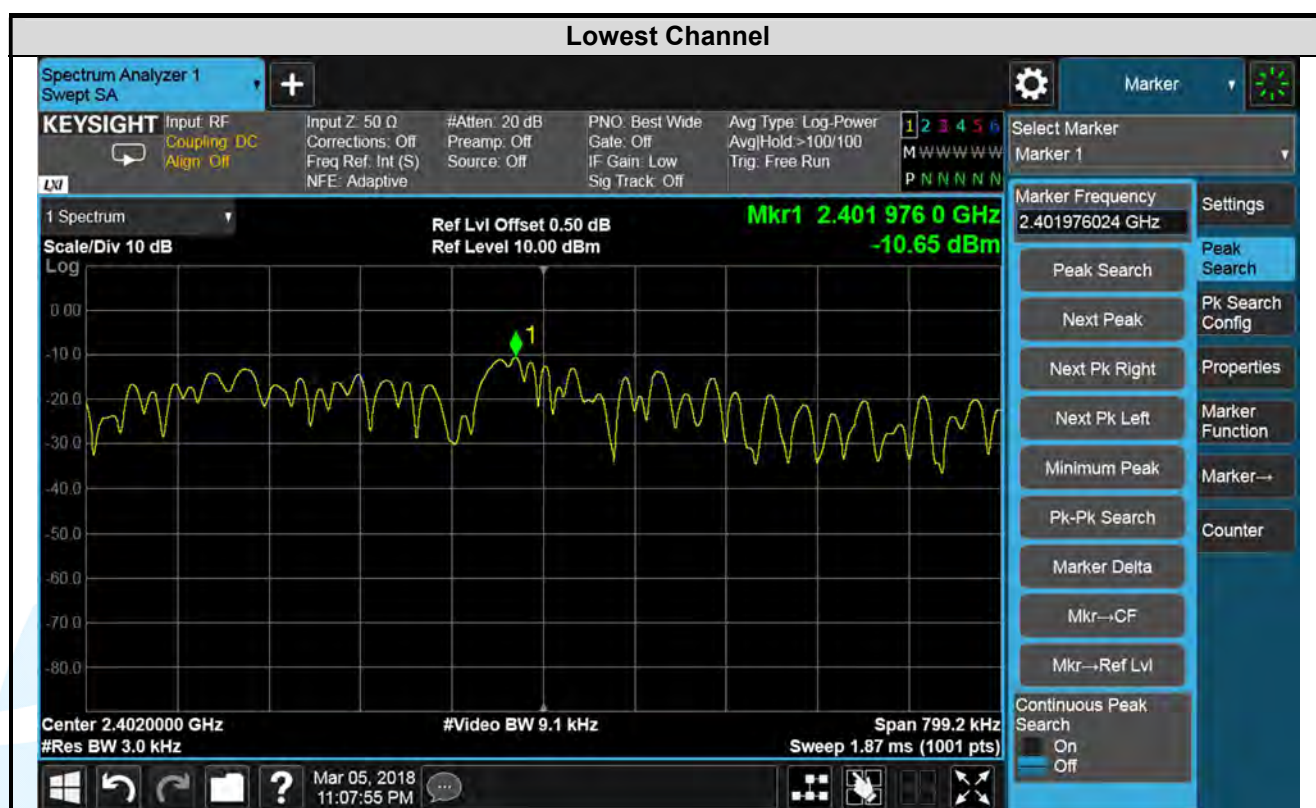 Lowest Channel
Spectrum Analyzer 1
Swept SA
+
Marker
KEYSIGHT
LXI
Input: RF
Coupling: DC
Align: Off
Input Z: 50 Ω
Corrections: Off
Freq Ref: Int (S)
NFE: Adaptive
#Atten: 20 dB
Preamp: Off
Source: Off
PNO: Best Wide
Gate: Off
IF Gain: Low
Sig Track: Off
Avg Type: Log-Power
Avg|Hold:>100/100
Trig: Free Run
1 2 3 4 5 6
M W W W W W W
P N N N N N N
Select Marker
Marker 1
1 Spectrum
Scale/Div 10 dB
Log
Ref Lvl Offset 0.50 dB
Ref Level 10.00 dBm
Mkr1 2.401 976 0 GHz
-10.65 dBm
0.00
-10.0
-20.0
-30.0
-40.0
-50.0
-60.0
-70.0
-80.0
1
Center 2.4020000 GHz
#Res BW 3.0 kHz
#Video BW 9.1 kHz
Span 799.2 kHz
Sweep 1.87 ms (1001 pts)
Marker Frequency
2.401976024 GHz
Peak Search
Next Peak
Next Pk Right
Next Pk Left
Minimum Peak
Pk-Pk Search
Marker Delta
Mkr→CF
Mkr→Ref Lvl
Continuous Peak
Search
On
Off
Settings
Peak
Search
Pk Search
Config
Properties
Marker
Function
Marker→
Counter
?
Mar 05, 2018
11:07:55 PM